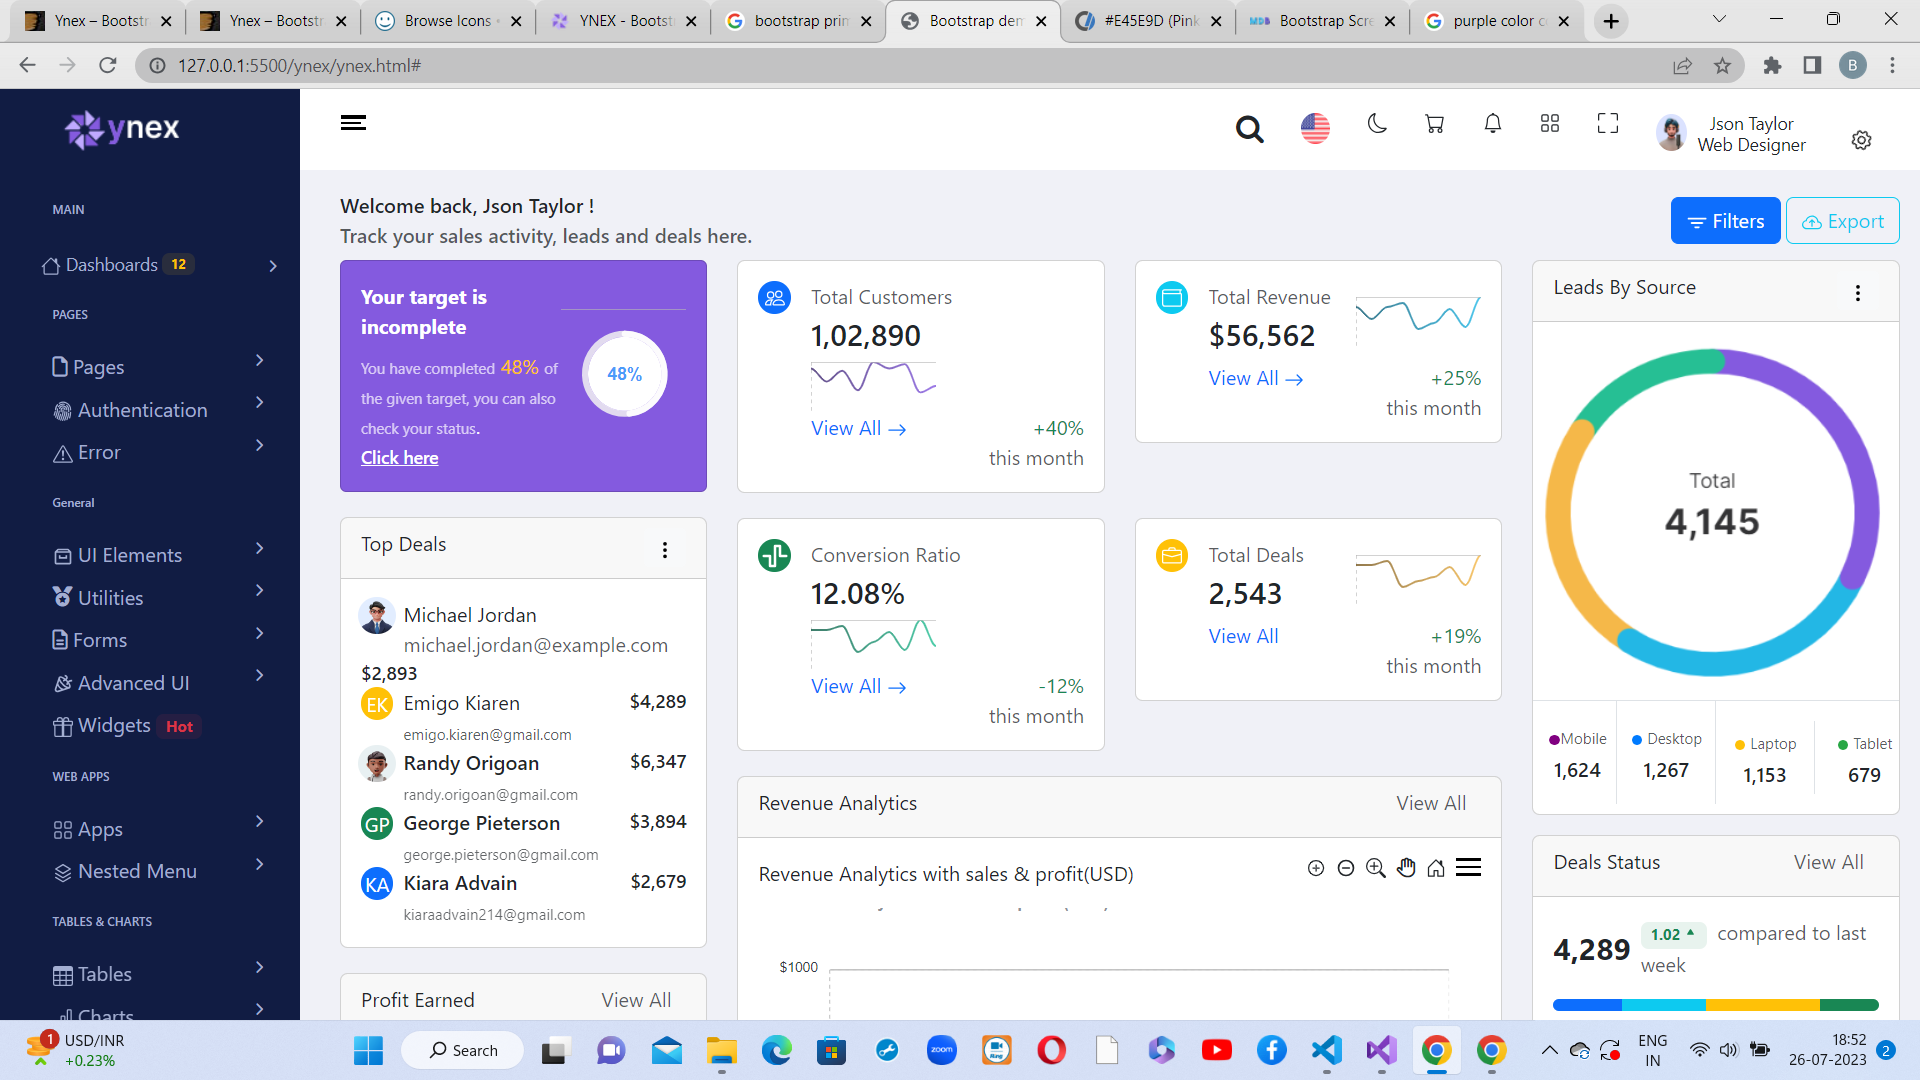 Ynex – Bootstr
Ynex – Bootstr
Browse Icons
YNEX - Bootst
bootstrap prim
Bootstrap dem
#E45E9D (Pink
MDB Bootstrap Scre
purple color c
127.0.0.1:5500/ynex/ynex.html#
B
ynex
Json Taylor
Web Designer
MAIN
Dashboards 12
PAGES
Pages
Authentication
Error
General
UI Elements
Utilities
Forms
Advanced UI
Widgets Hot
WEB APPS
Apps
Nested Menu
TABLES & CHARTS
Tables
Charts
Welcome back, Json Taylor !
Track your sales activity, leads and deals here.
Filters
Export
Your target is
incomplete
You have completed 48% of
the given target, you can also
check your status.
Click here
48%
Total Customers
1,02,890
View All →
+40%
this month
Total Revenue
$56,562
View All →
+25%
this month
Leads By Source
Total
4,145
Mobile
1,624
Desktop
1,267
Laptop
1,153
Tablet
679
Top Deals
Michael Jordan
michael.jordan@example.com
$2,893
EK Emigo Kiaren $4,289
emigo.kiaren@gmail.com
Randy Origoan $6,347
randy.origoan@gmail.com
GP George Pieterson $3,894
george.pieterson@gmail.com
KA Kiara Advain $2,679
kiaraadvain214@gmail.com
Conversion Ratio
12.08%
View All →
-12%
this month
Total Deals
2,543
View All
+19%
this month
Revenue Analytics View All
Revenue Analytics with sales & profit(USD)
$1000
Deals Status View All
4,289 1.02 compared to last
week
Profit Earned View All
1
USD/INR
+0.23%
Search
zoom
Ring
ENG
IN
18:52
26-07-2023
2